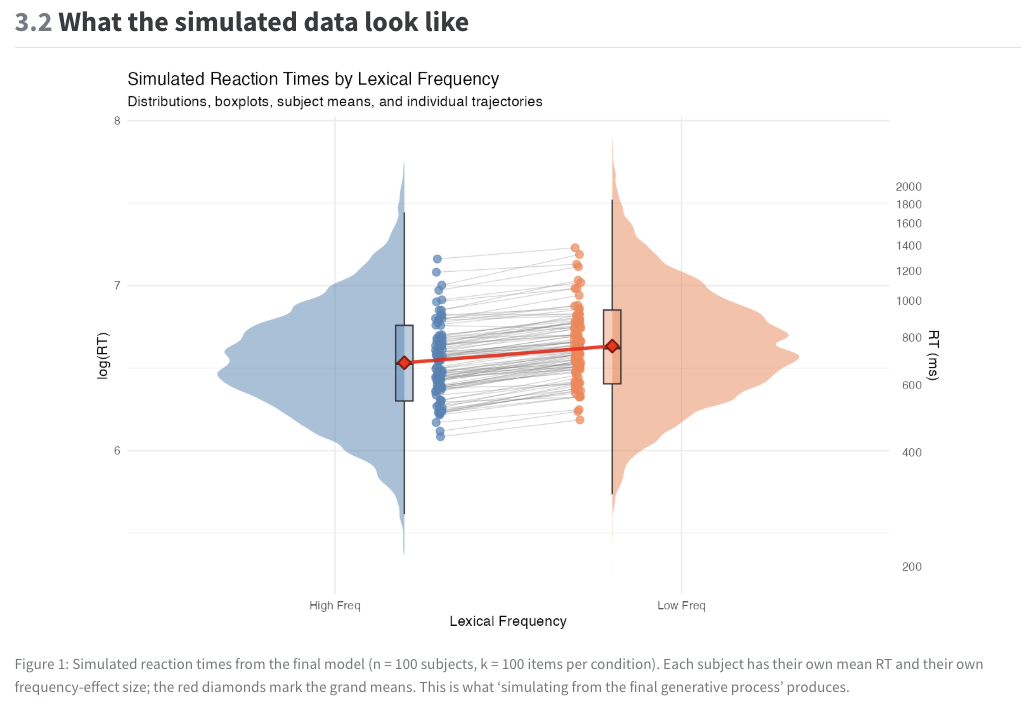 3.2 What the simulated data look like
Simulated Reaction Times by Lexical Frequency
Distributions, boxplots, subject means, and individual trajectories
8
7
6
log(RT)
2000
1800
1600
1400
1200
1000
800
600
400
200
RT (ms)
High Freq
Low Freq
Lexical Frequency
Figure 1: Simulated reaction times from the final model (n = 100 subjects, k = 100 items per condition). Each subject has their own mean RT and their own
frequency-effect size; the red diamonds mark the grand means. This is what ‘simulating from the final generative process’ produces.